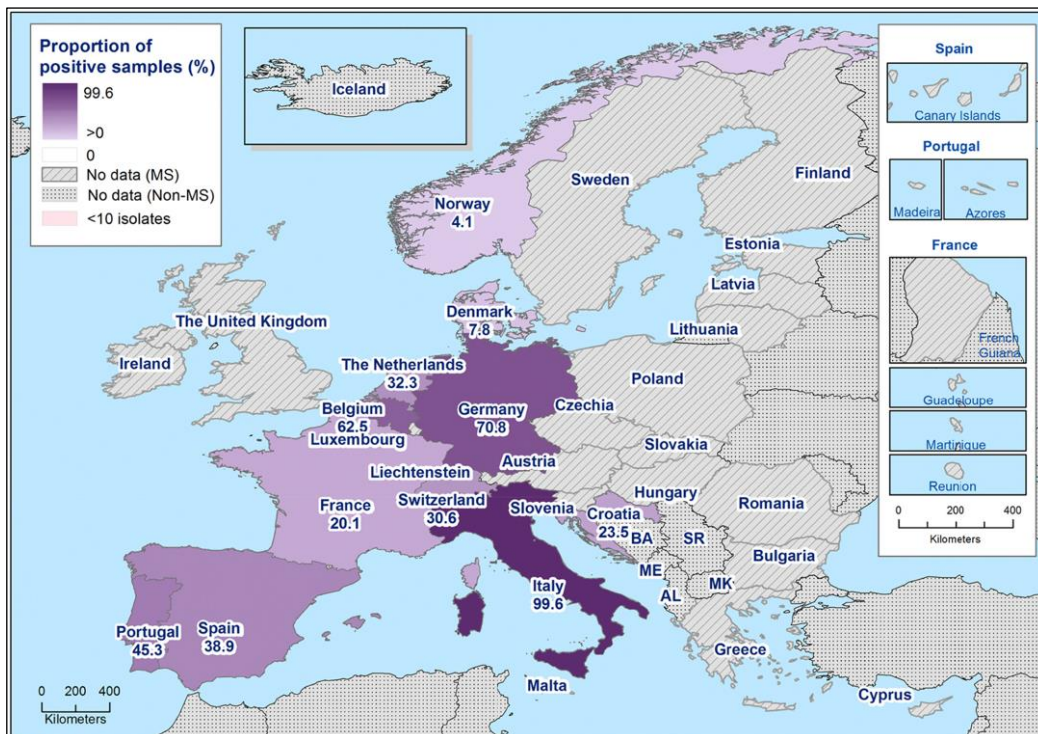 Proportion of
positive samples (%)
99.6
>0
0
No data (MS)
No data (Non-MS)
<10 isolates
Iceland
Spain
Canary Islands
Portugal
Madeira
Azores
France
French
Guiana
Guadeloupe
Martinique
Reunion
0 200 400
Kilometers
Norway
4.1
Sweden
Finland
Estonia
Latvia
Lithuania
Denmark
7.8
The United Kingdom
Ireland
The Netherlands
32.3
Belgium
62.5
Luxembourg
Germany
70.8
Poland
Czechia
Slovakia
Austria
Liechtenstein
Switzerland
30.6
France
20.1
Slovenia
Hungary
Croatia
23.5
Romania
BA
SR
Bulgaria
ME
MK
AL
Italy
99.6
Portugal
45.3
Spain
38.9
Greece
Malta
Cyprus
0 200 400
Kilometers